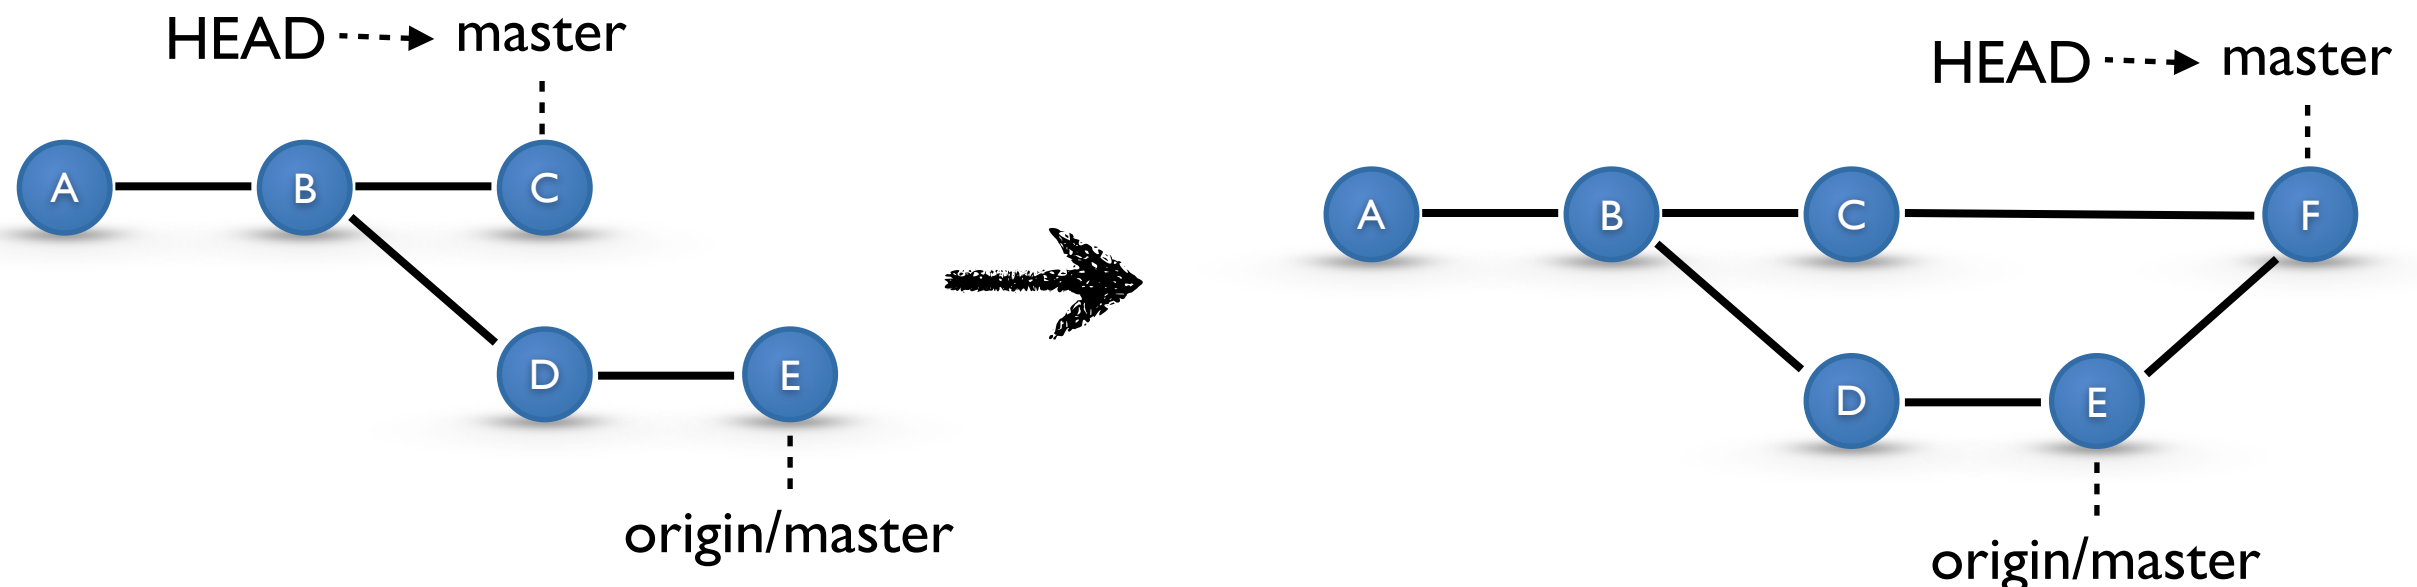 HEAD master
A B C
D E
origin/master
HEAD master
A B C F
D E
origin/master